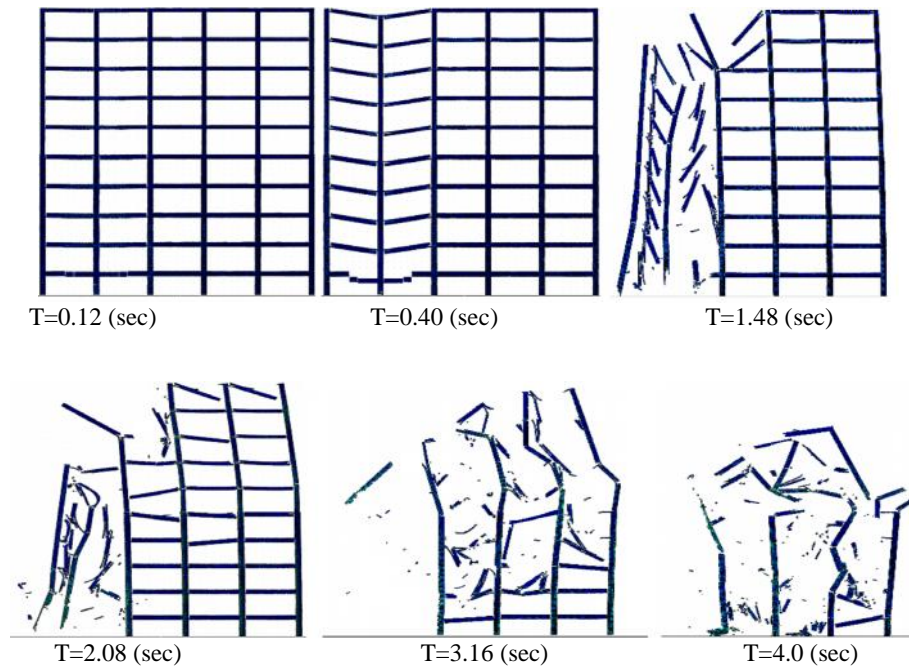 T=0.12 (sec)
T=0.40 (sec)
T=1.48 (sec)
T=2.08 (sec)
T=3.16 (sec)
T=4.0 (sec)